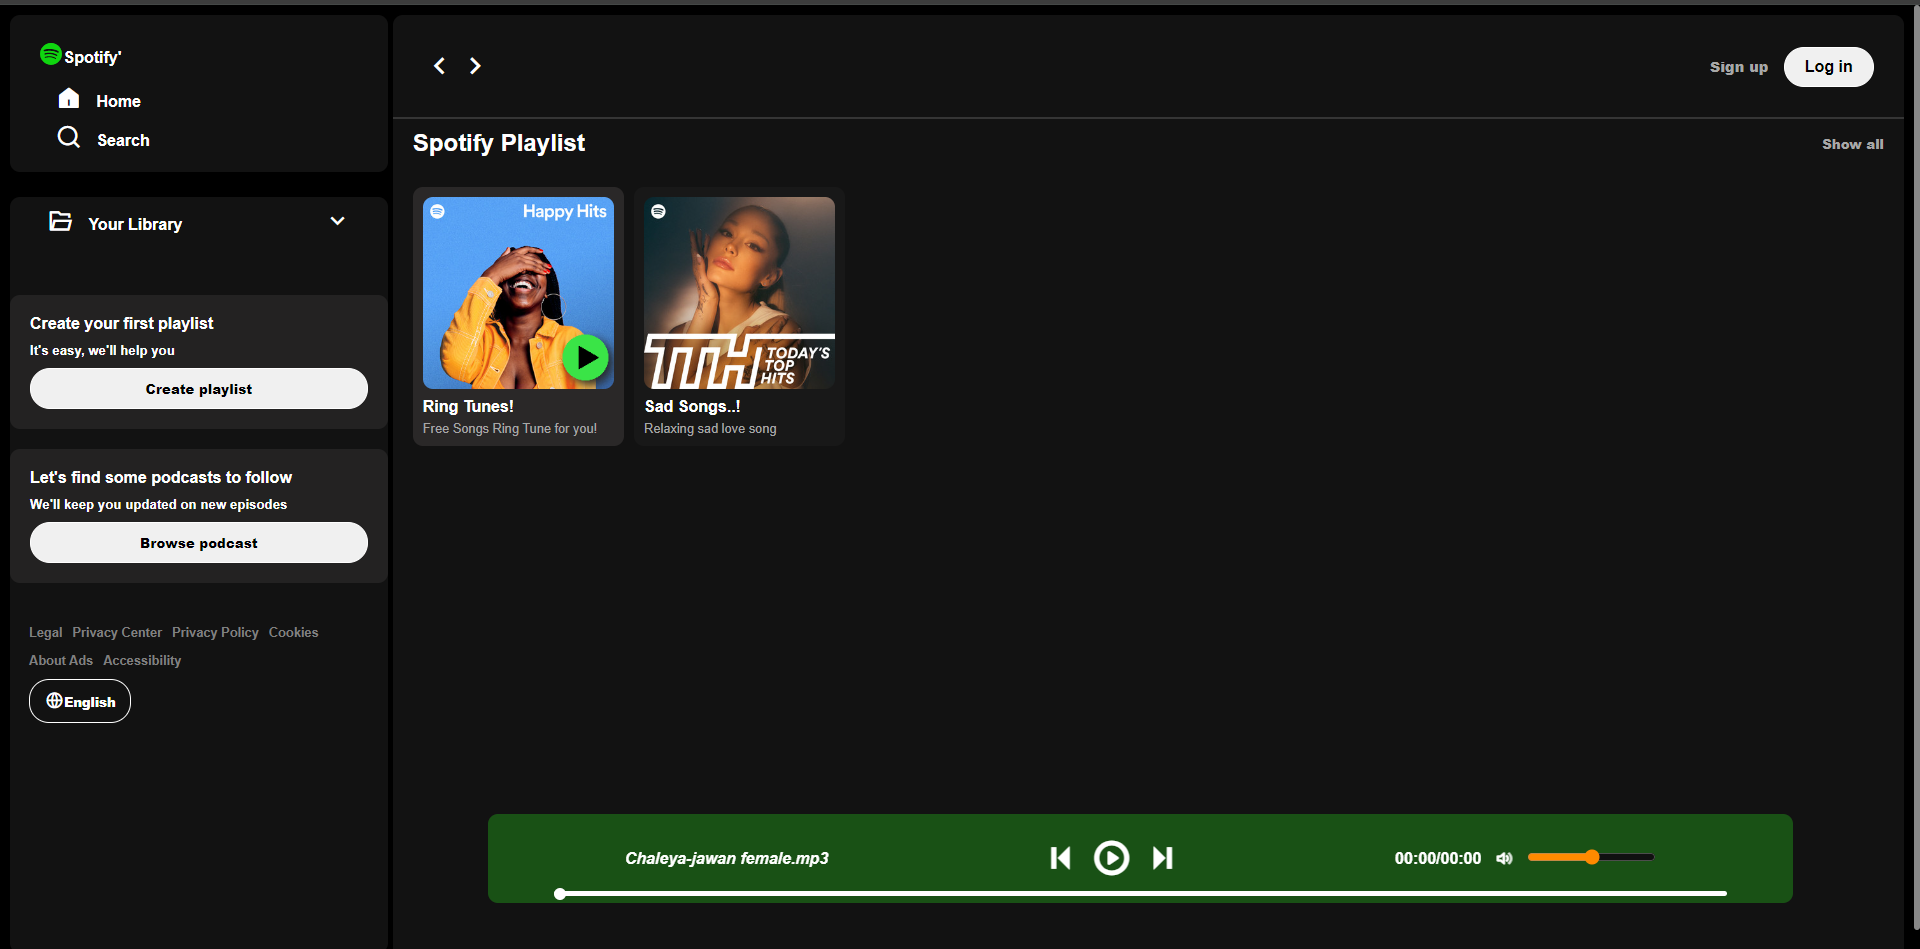 Spotify'
Home
Search
Your Library
Create your first playlist
It's easy, we'll help you
Create playlist
Let's find some podcasts to follow
We'll keep you updated on new episodes
Browse podcast
Legal Privacy Center Privacy Policy Cookies
About Ads Accessibility
English
Sign up
Log in
Spotify Playlist
Show all
Happy Hits
Ring Tunes!
Free Songs Ring Tune for you!
TTH
TODAY'S
TOP
HITS
Sad Songs..!
Relaxing sad love song
Chaleya-jawan female.mp3
00:00/00:00